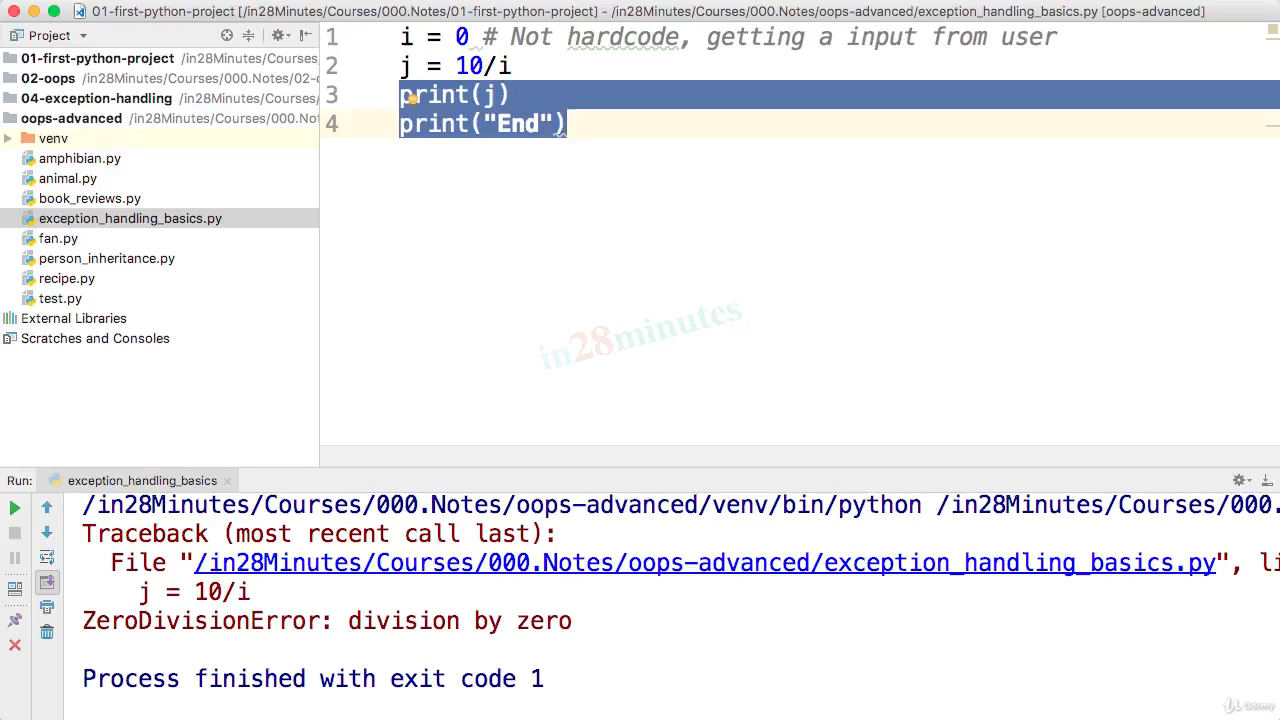 01-first-python-project [/in28Minutes/Courses/000.Notes/01-first-python-project] - /in28Minutes/Courses/000.Notes/oops-advanced/exception_handling_basics.py [oops-advanced]
Project
01-first-python-project /in28Minutes/Courses
02-oops /in28Minutes/Courses/000.Notes/02-
04-exception-handling /in28Minutes/Courses/
oops-advanced /in28Minutes/Courses/000.Not
venv
amphibian.py
animal.py
book_reviews.py
exception_handling_basics.py
fan.py
person_inheritance.py
recipe.py
test.py
External Libraries
Scratches and Consoles
1 i = 0 # Not hardcode, getting a input from user
2 j = 10/i
3 print(j)
4 print("End")
in28minutes
Run: exception_handling_basics
/in28Minutes/Courses/000.Notes/oops-advanced/venv/bin/python /in28Minutes/Courses/000.
Traceback (most recent call last):
File "/in28Minutes/Courses/000.Notes/oops-advanced/exception_handling_basics.py", li
j = 10/i
ZeroDivisionError: division by zero
Process finished with exit code 1
Udemy